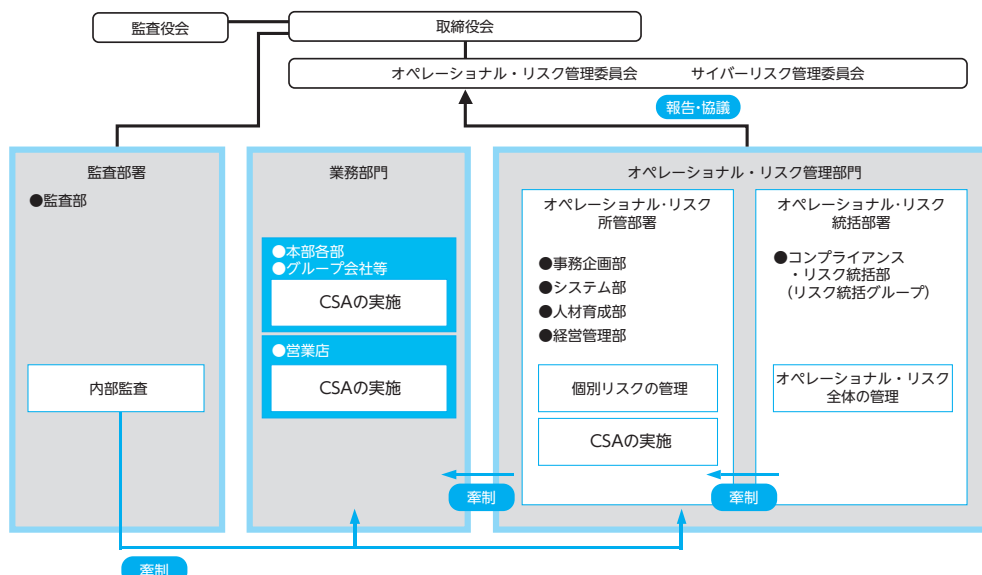 監査役会
取締役会
オペレーショナル・リスク管理委員会　サイバーリスク管理委員会
報告・協議
監査部署
●監査部
内部監査
業務部門
●本部各部
●グループ会社等
CSAの実施
●営業店
CSAの実施
オペレーショナル・リスク管理部門
オペレーショナル・リスク
所管部署
●事務企画部
●システム部
●人材育成部
●経営管理部
個別リスクの管理
CSAの実施
オペレーショナル・リスク
統括部署
●コンプライアンス
・リスク統括部
(リスク統括グループ)
オペレーショナル・リスク
全体の管理
牽制
牽制
牽制